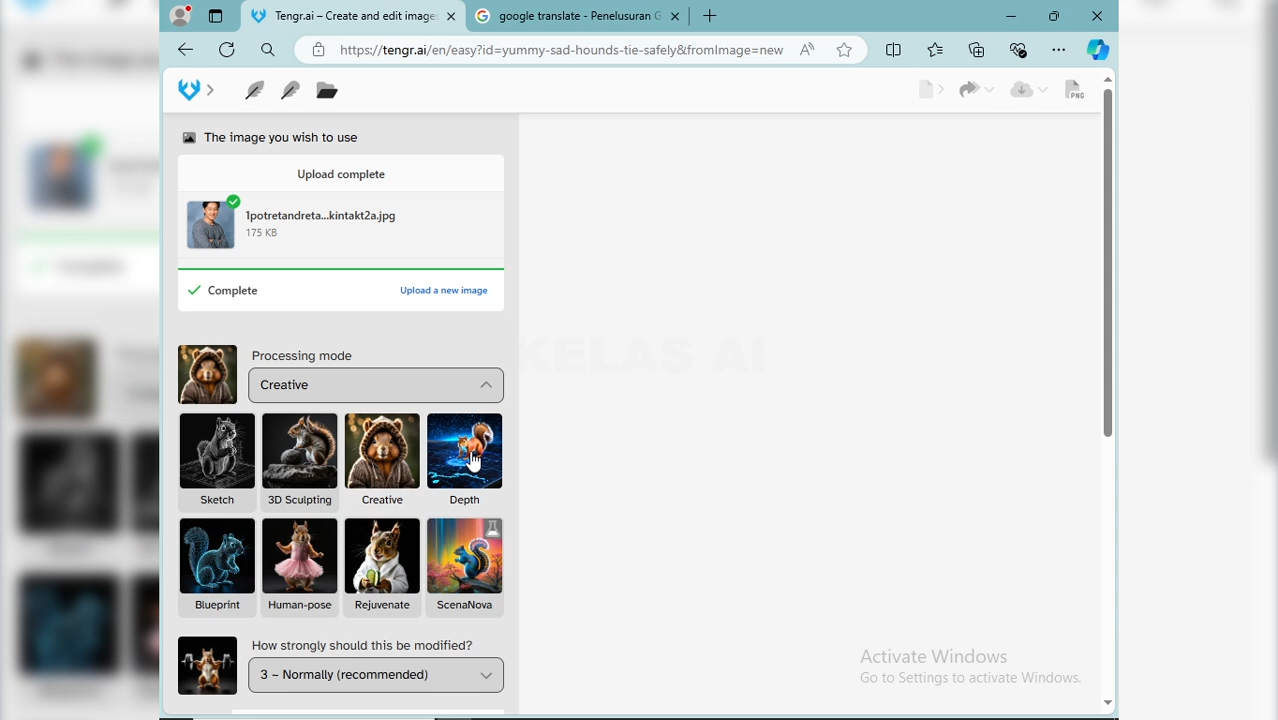 Tengr.ai – Create and edit image
google translate - Penelusuran G
https://tengr.ai/en/easy?id=yummy-sad-hounds-tie-safely&fromImage=new
PNG
The image you wish to use
Upload complete
1potretandreta...kintakt2a.jpg
175 KB
Complete
Upload a new image
Processing mode
Creative
KELAS AI
Sketch
3D Sculpting
Creative
Depth
Blueprint
Human-pose
Rejuvenate
ScenaNova
How strongly should this be modified?
3 ~ Normally (recommended)
Activate Windows
Go to Settings to activate Windows.